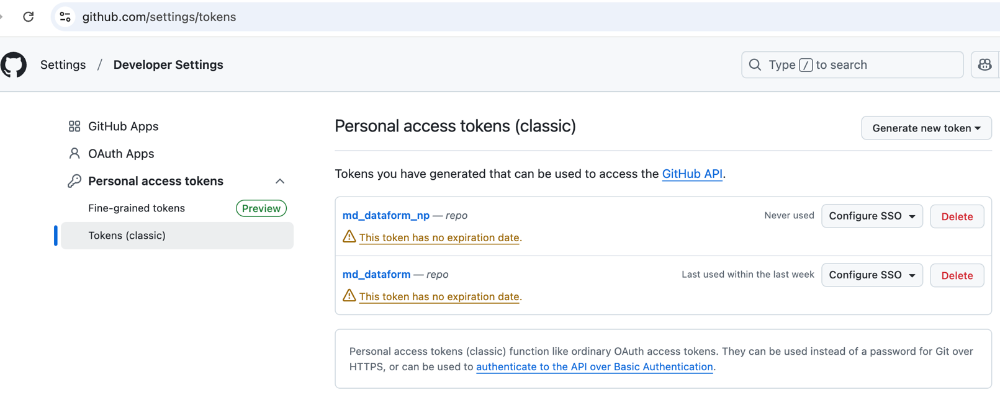 github.com/settings/tokens
Settings / Developer Settings
Type / to search
GitHub Apps
OAuth Apps
Personal access tokens
Fine-grained tokens Preview
Tokens (classic)
Personal access tokens (classic)
Generate new token
Tokens you have generated that can be used to access the GitHub API.
md_dataform_np — repo Never used Configure SSO Delete
This token has no expiration date.
md_dataform — repo Last used within the last week Configure SSO Delete
This token has no expiration date.
Personal access tokens (classic) function like ordinary OAuth access tokens. They can be used instead of a password for Git over
HTTPS, or can be used to authenticate to the API over Basic Authentication.